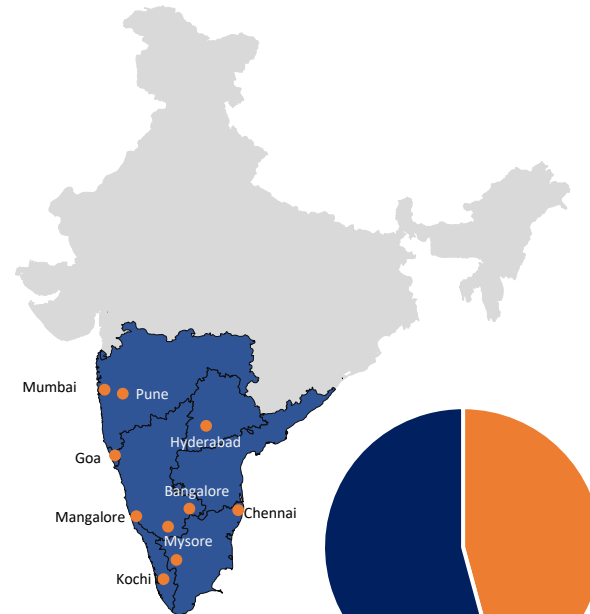 Mumbai
Pune
Hyderabad
Goa
Bangalore
Mangalore
Chennai
Mysore
Kochi